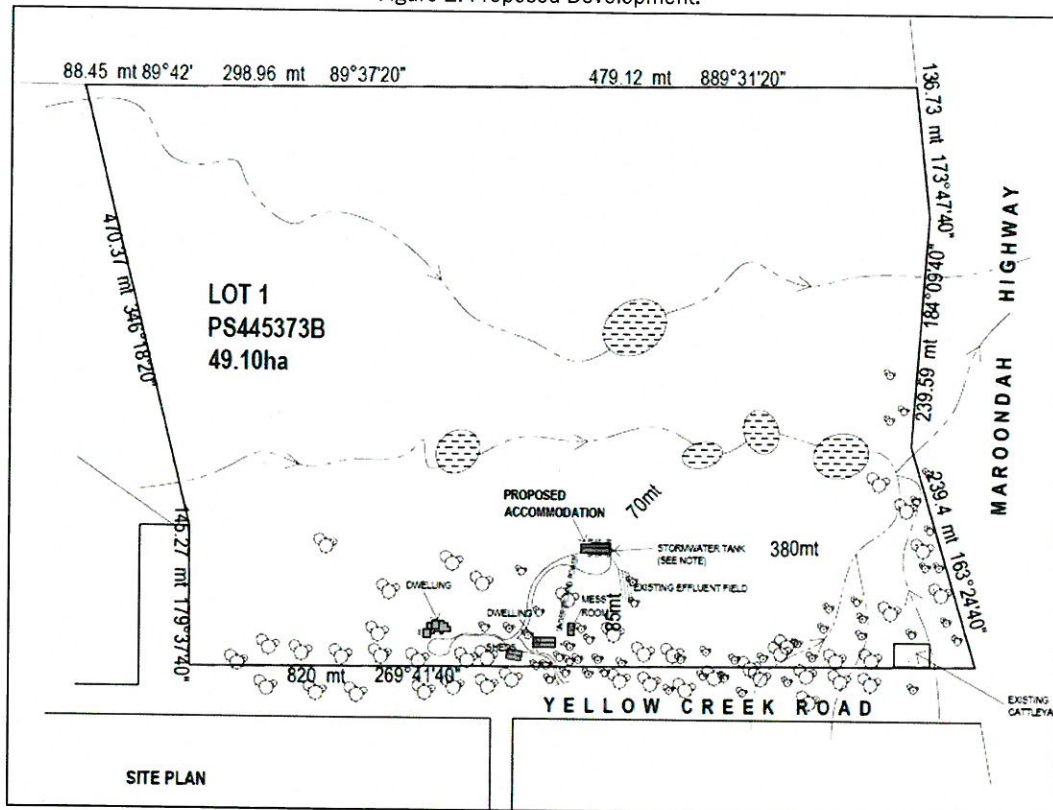 Figure 2: Proposed Development.
88.45 mt 89°42'
298.96 mt
89°37'20"
479.12 mt
889°31'20"
136.73 mt 173°47'40"
470.37 mt 346°18'20"
LOT 1
PS445373B
49.10ha
239.59 mt 184°09'40"
MAROONDAH HIGHWAY
PROPOSED
ACCOMMODATION
70mt
STORMWATER TANK
(SEE NOTE)
380mt
239.4 mt 163°24'40"
145.27 mt 179°37'40"
EXISTING EFFLUENT FIELD
DWELLING
DWELLING
MESS
ROOM
85mt
SHEDS
820 mt 269°41'40"
YELLOW CREEK ROAD
EXISTING
CATTLEYA
SITE PLAN